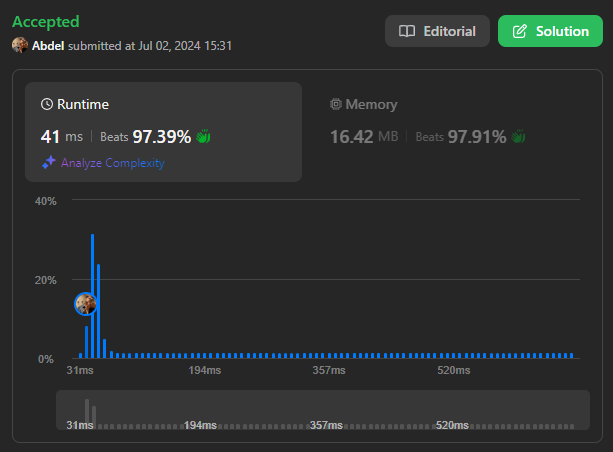 Accepted
Abdel submitted at Jul 02, 2024 15:31
Editorial
Solution
Runtime
41 ms | Beats 97.39%
Analyze Complexity
Memory
16.42 MB | Beats 97.91%
40%
20%
0%
31ms 194ms 357ms 520ms
31ms 194ms 357ms 520ms